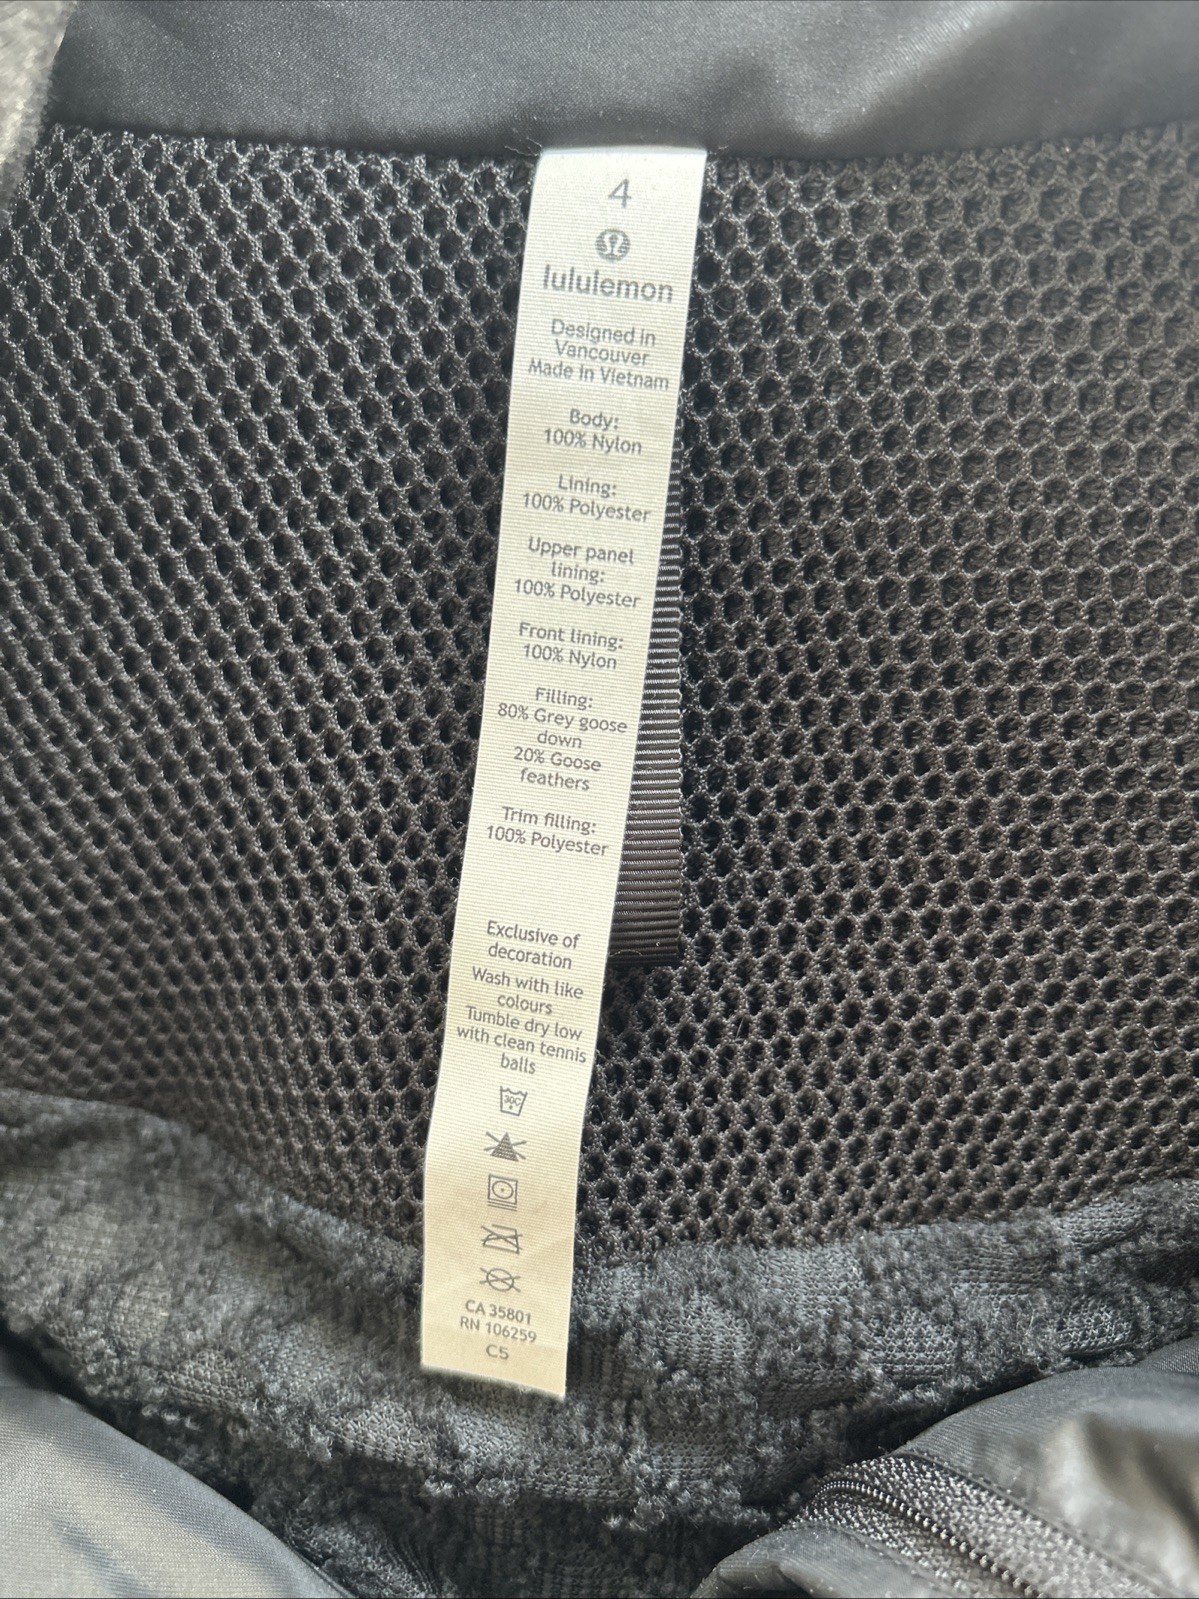 4
lululemon
Designed in
Vancouver
Made in Vietnam
Body:
100% Nylon
Lining:
100% Polyester
Upper panel
lining:
100% Polyester
Front lining:
100% Nylon
Filling:
80% Grey goose
down
20% Goose
feathers
Trim filling:
100% Polyester
Exclusive of
decoration
Wash with like
colours
Tumble dry low
with clean tennis
balls
30C
CA 35801
RN 106259
C5